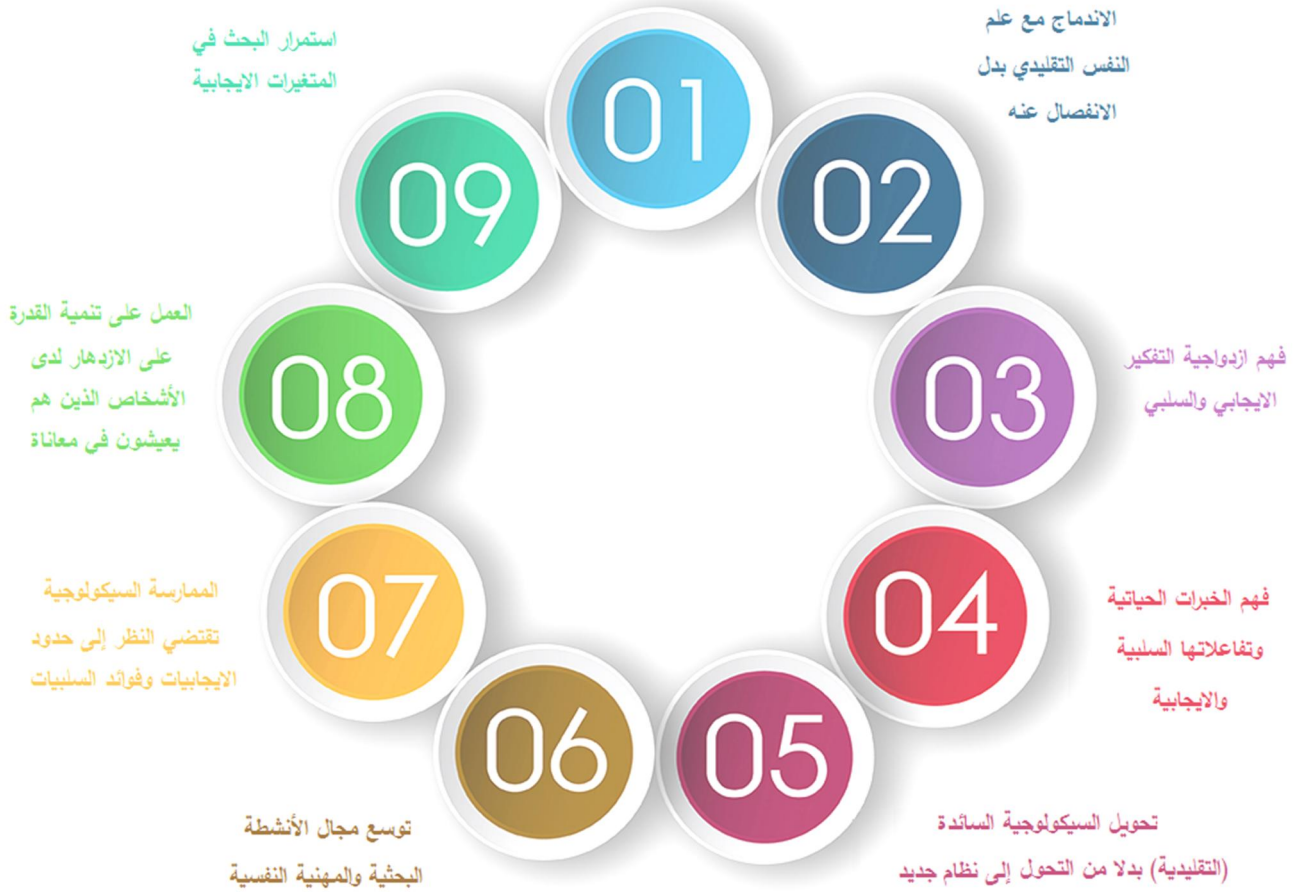 01
الاندماج مع علم
النفس التقليدي بدل
الانفصال عنه
02
فهم ازدواجية التفكير
الايجابي والسلبي
03
فهم الخبرات الحياتية
وتفاعلاتها السلبية
والايجابية
04
تحويل السيكولوجية السائدة
(التقليدية) بدلا من التحول إلى نظام جديد
05
توسع مجال الأنشطة
البحثية والمهنية النفسية
06
الممارسة السيكولوجية
تقتضي النظر إلى حدود
الايجابيات وفوائد السلبيات
07
العمل على تنمية القدرة
على الازدهار لدى
الأشخاص الذين هم
يعيشون في معاناة
08
استمرار البحث في
المتغيرات الايجابية
09